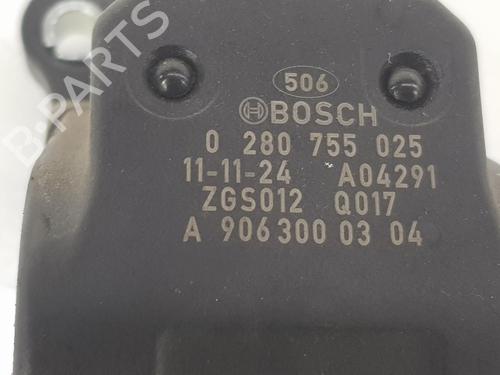 B-PARTS
506
BOSCH
0 280 755 025
11-11-24 A04291
ZGS012 Q017
A 906 300 03 04